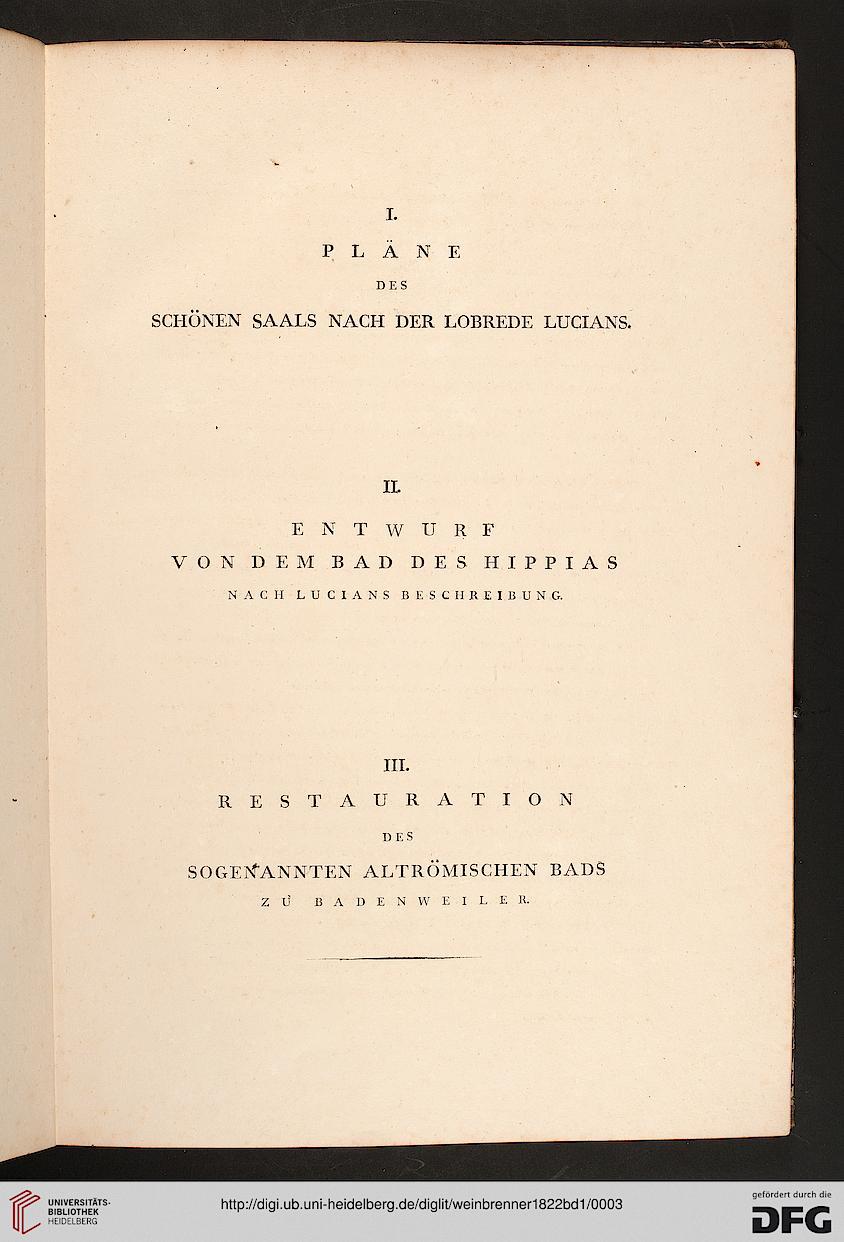 I.
PLÄNE
DES
SCHÖNEN SAALS NACH DER LOBREDE LUCIANS.
II.
ENTWURF
VON DEM BAD DES HIPPIAS
NACH LUCIANS BESCHREIBUNG.
III.
RESTAURATION
DES
SOGENANNTEN ALTRÖMISCHEN BADS
ZU BADENWEILER.
UNIVERSITÄTS-
BIBLIOTHEK
HEIDELBERG
http://digi.ub.uni-heidelberg.de/diglit/weinbrenner1822bd1/0003
gefördert durch die
DFG